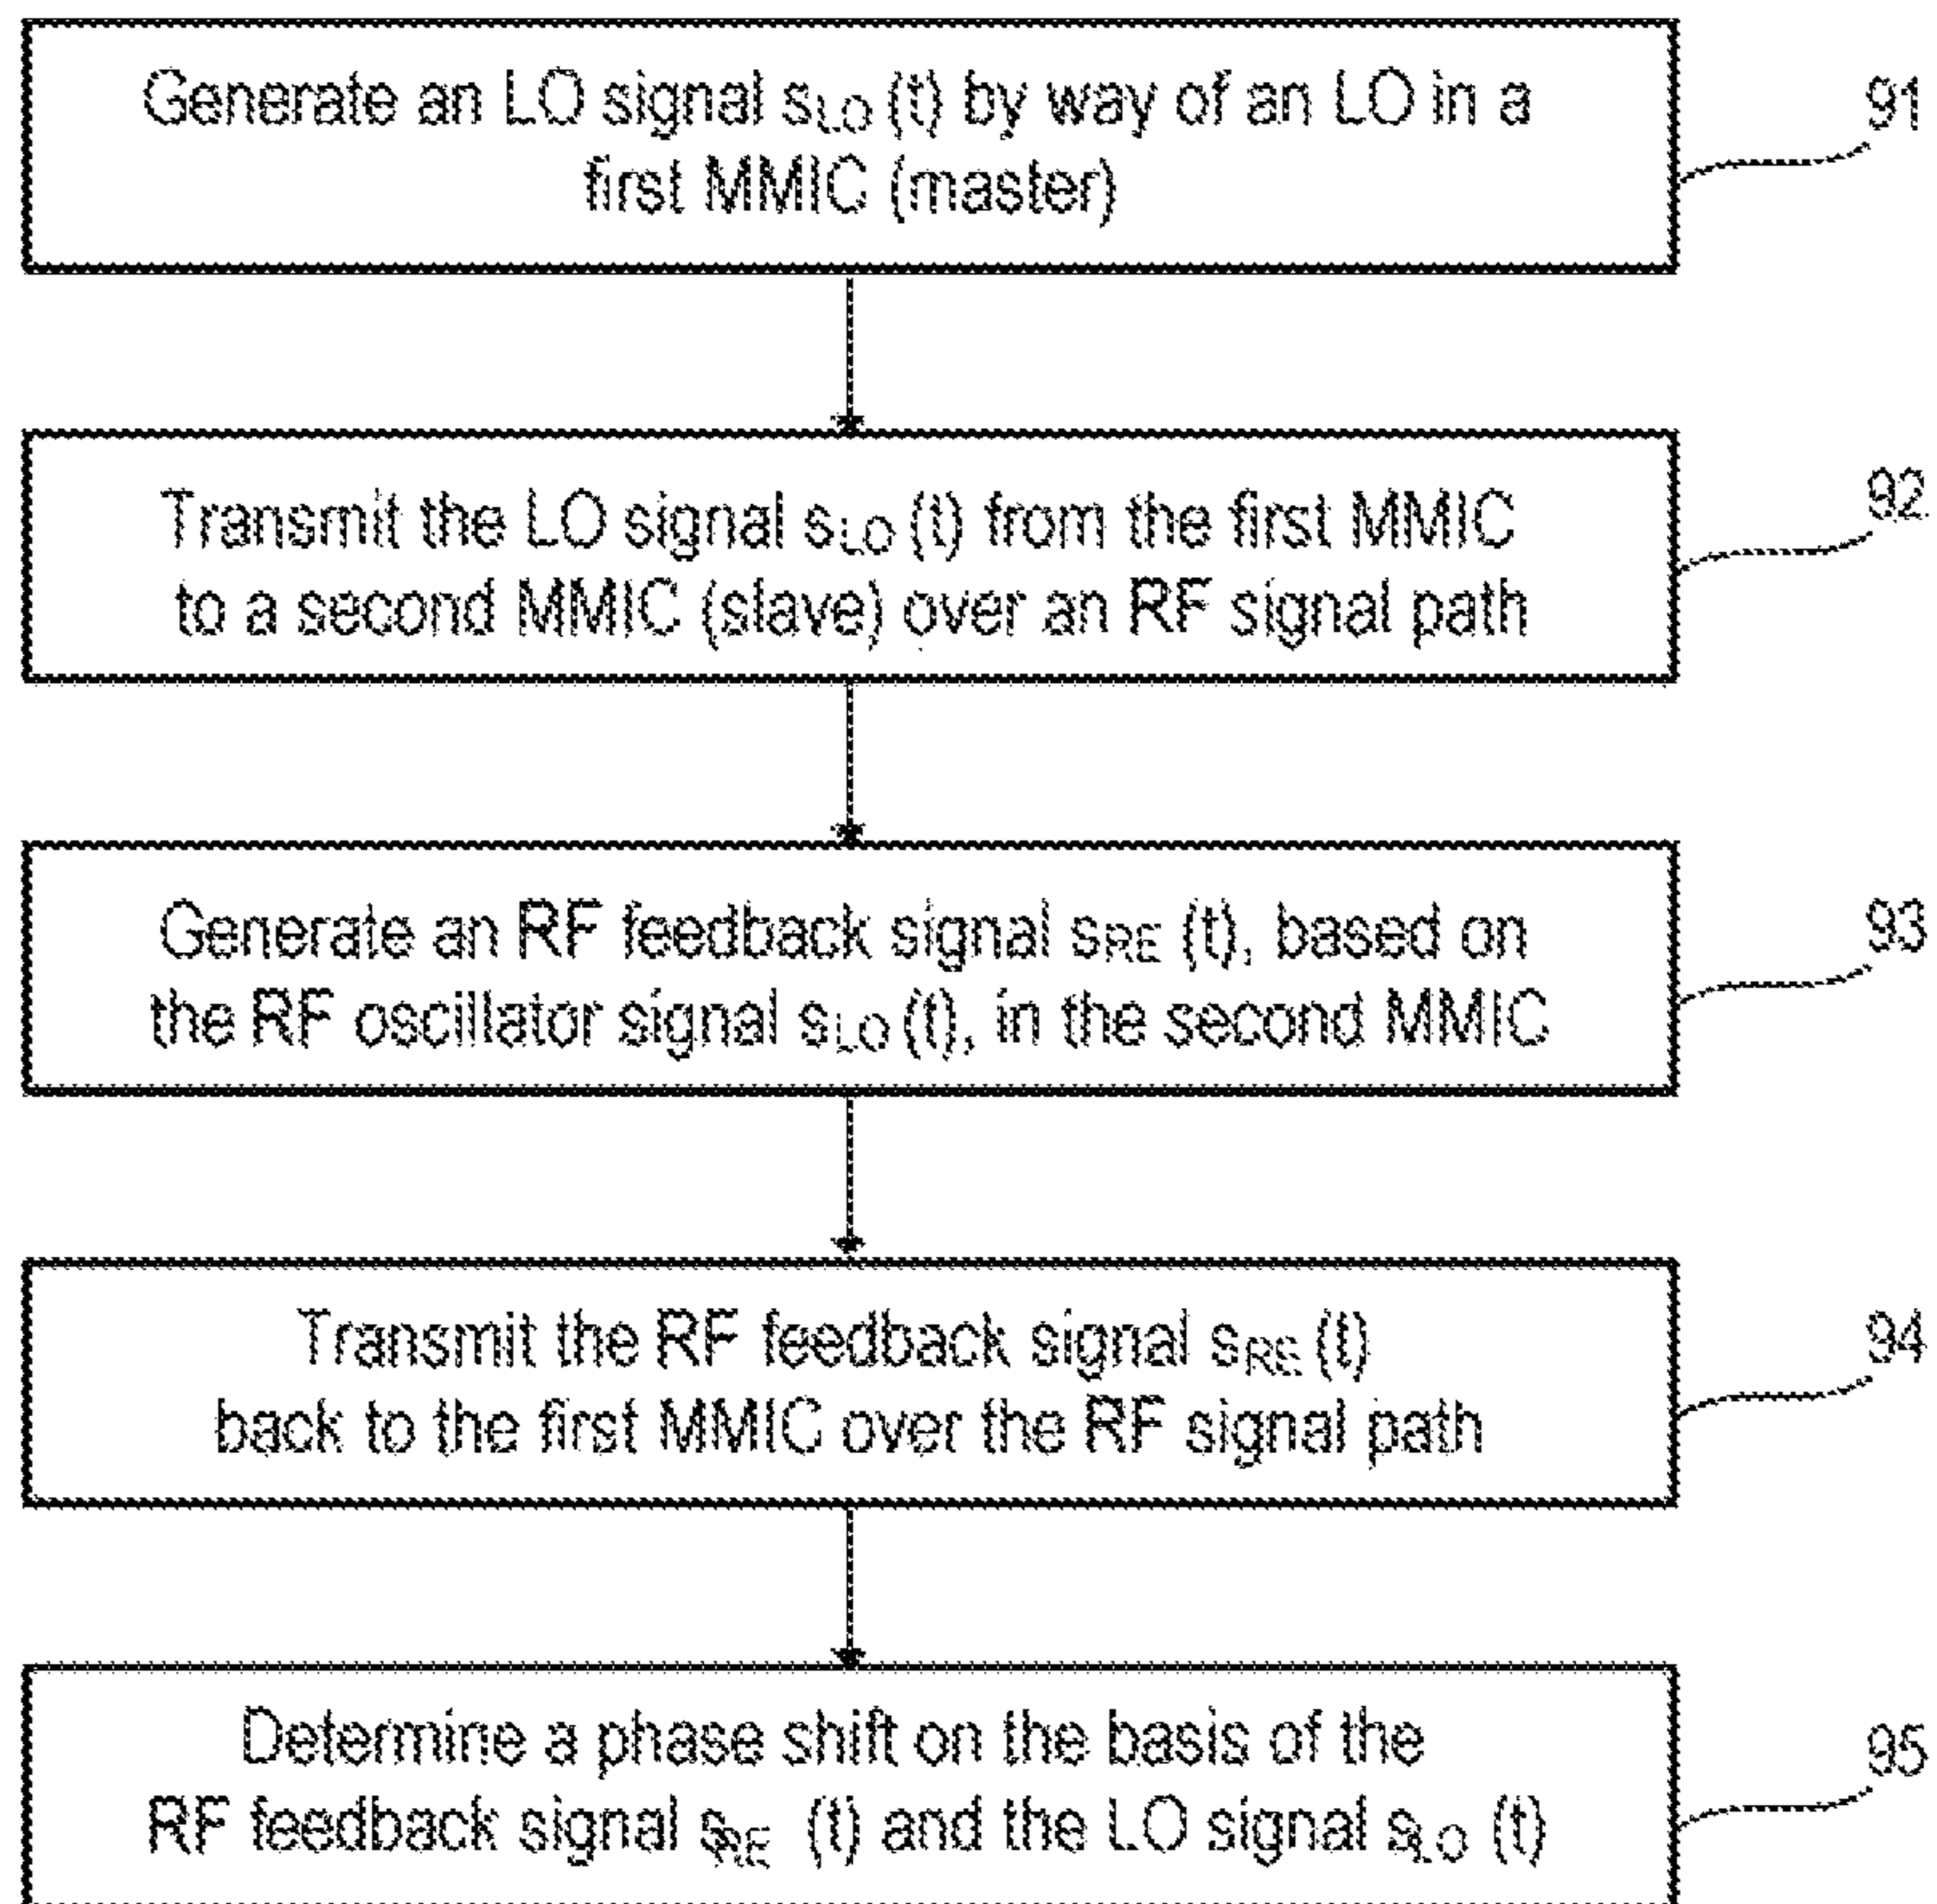 Generate an LO signal sLO (t) by way of an LO in a
first MMIC (master)
91
Transmit the LO signal sLO (t) from the first MMIC
to a second MMIC (slave) over an RF signal path
92
Generate an RF feedback signal sRE (t), based on
the RF oscillator signal sLO (t), in the second MMIC
93
Transmit the RF feedback signal sRE (t)
back to the first MMIC over the RF signal path
94
Determine a phase shift on the basis of the
RF feedback signal sRE (t) and the LO signal sLO (t)
95